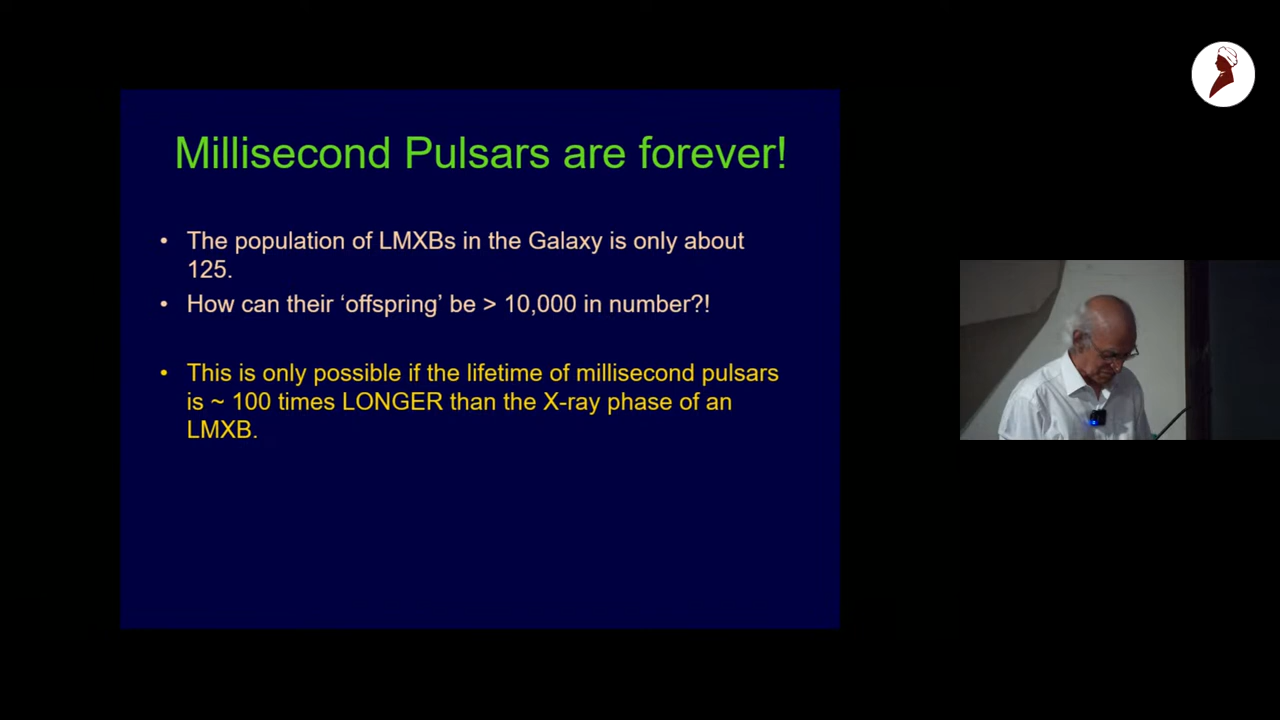 Millisecond Pulsars are forever!
• The population of LMXBs in the Galaxy is only about
125.
• How can their ‘offspring’ be > 10,000 in number?!
• This is only possible if the lifetime of millisecond pulsars
is ~ 100 times LONGER than the X-ray phase of an
LMXB.